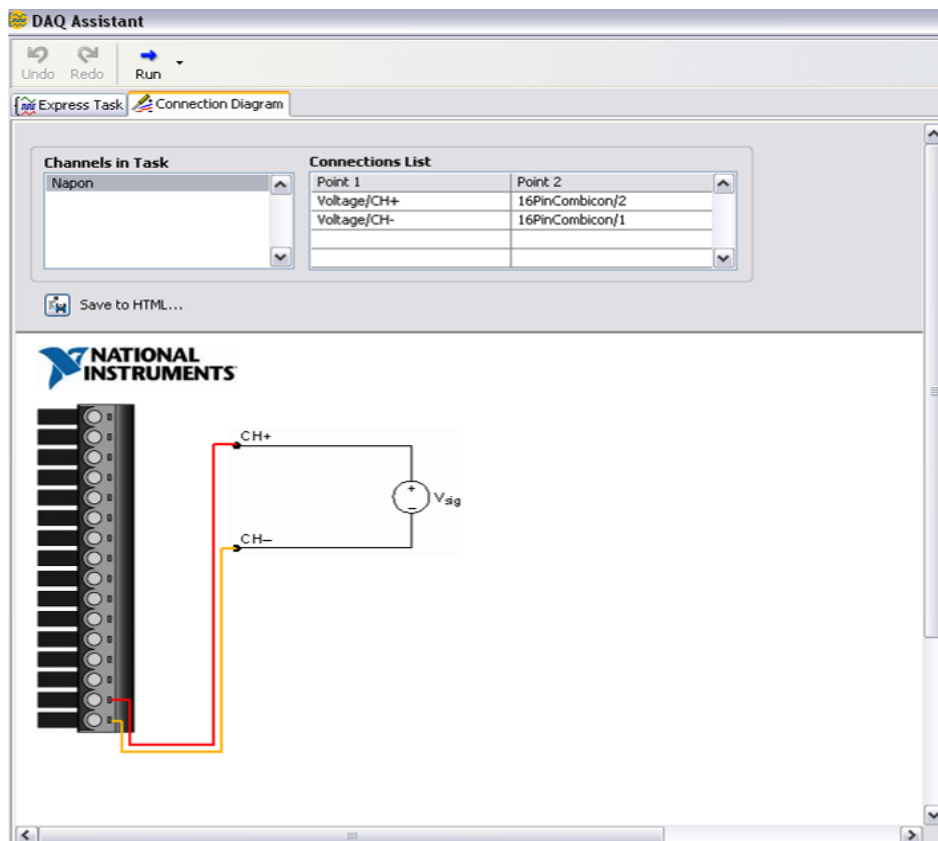 DAQ Assistant
Undo Redo Run
Express Task Connection Diagram
Channels in Task
Napon
Connections List
Point 1 Point 2
Voltage/CH+ 16PinCombicon/2
Voltage/CH- 16PinCombicon/1
Save to HTML...
NATIONAL
INSTRUMENTS
CH+
+
Vsig
−
CH−